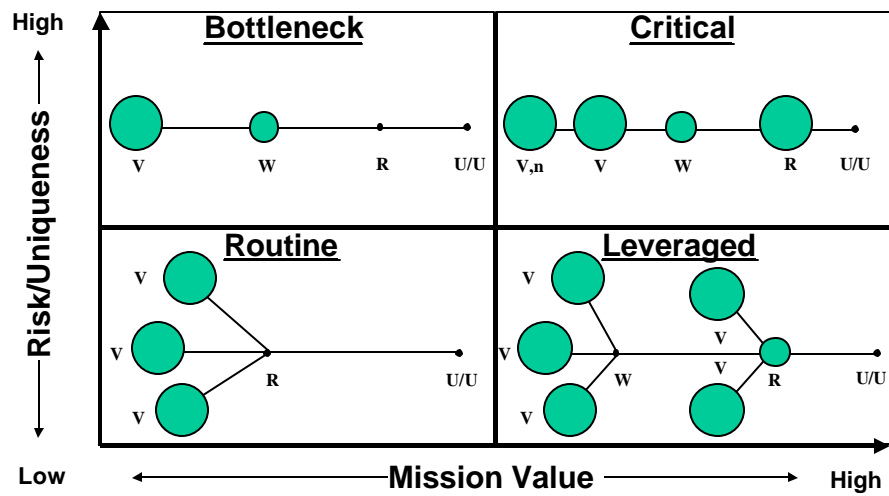 High
Bottleneck
Critical
V
W
R
U/U
V,n
V
W
R
U/U
Risk/Uniqueness
Routine
Leveraged
V
V
V
R
U/U
V
V
V
W
V
V
R
U/U
Low
Mission Value
High